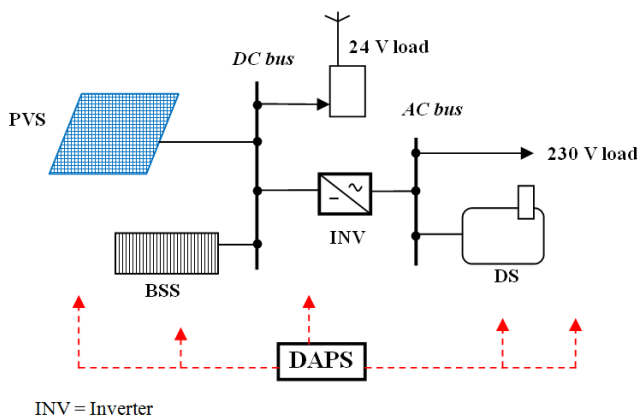 24 V load
DC bus
PVS
AC bus
230 V load
INV
BSS
DS
DAPS
INV = Inverter